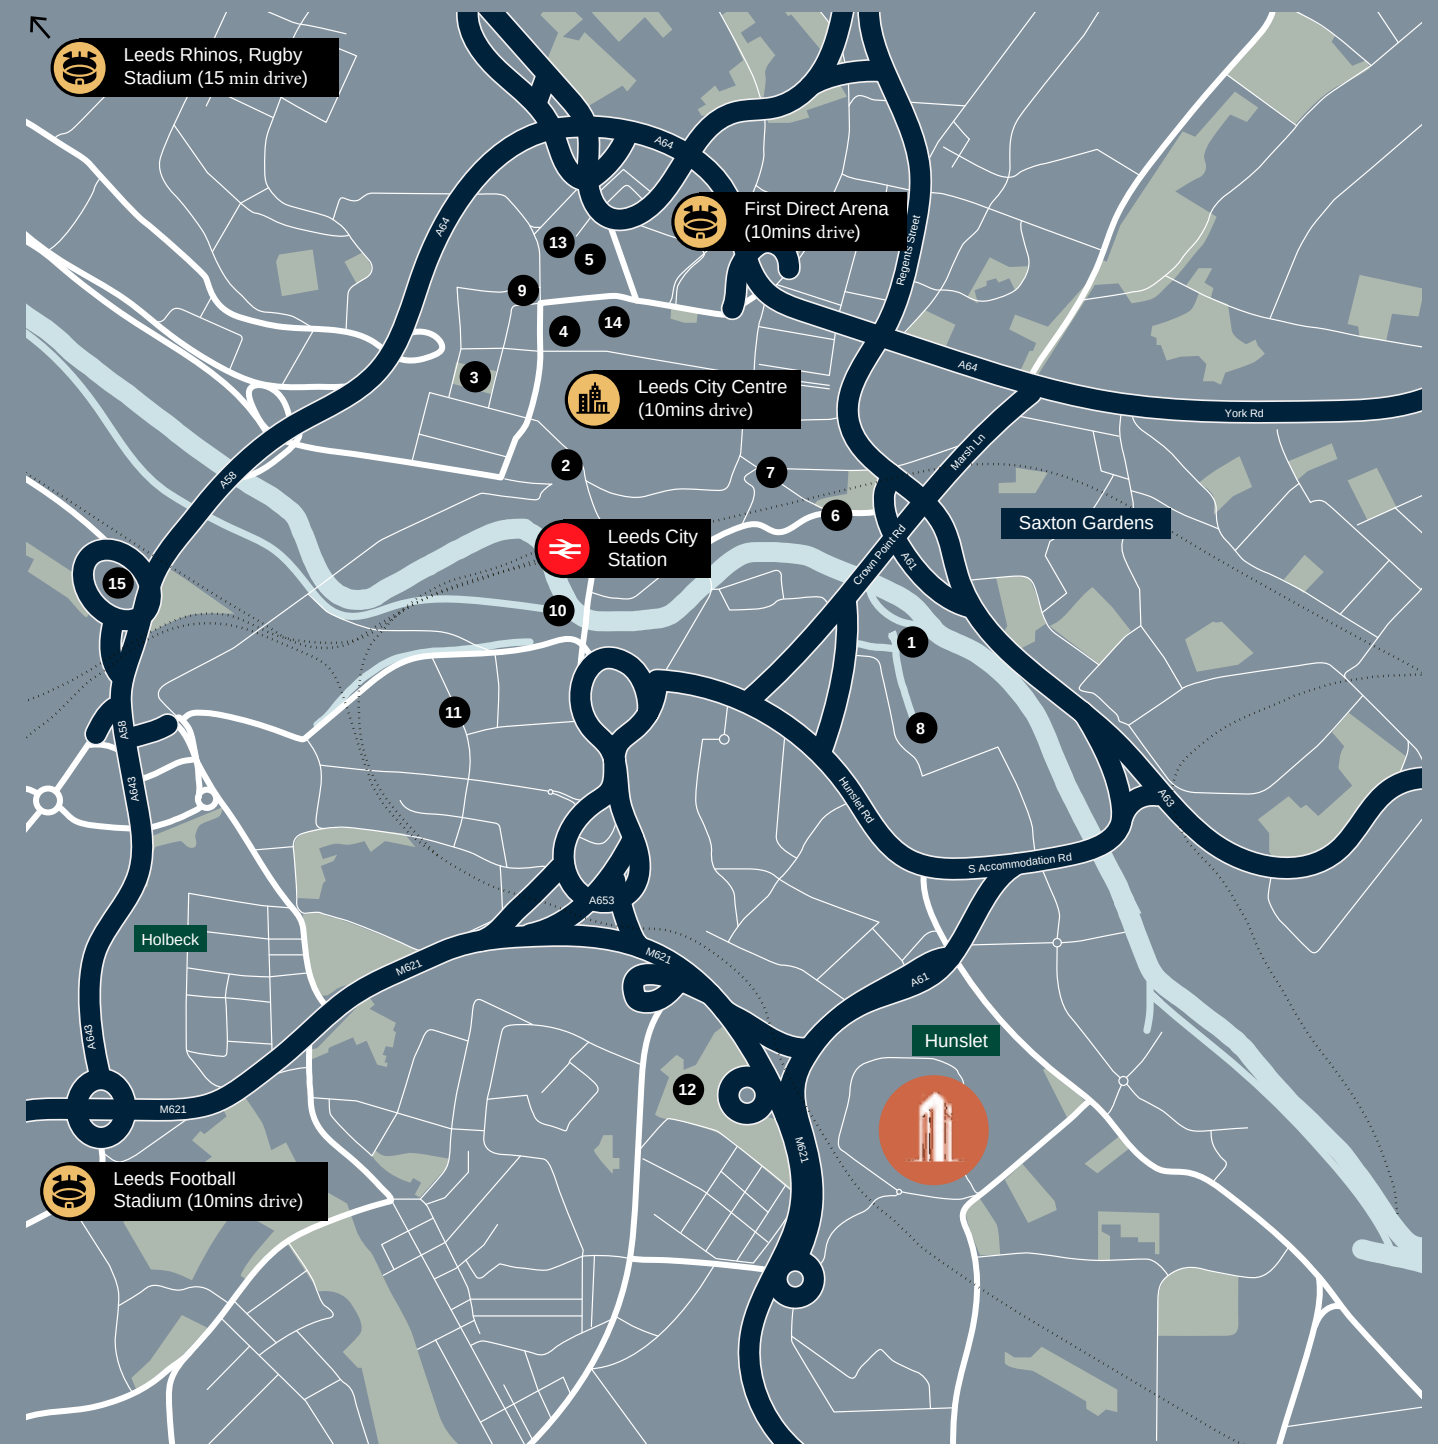 Leeds Rhinos, Rugby
Stadium (15 min drive)
A64
First Direct Arena
(10mins drive)
A64
Regents Street
13
5
9
14
4
A64
3
Leeds City Centre
(10mins drive)
York Rd
Marsh Ln
2
7
A58
6
Saxton Gardens
Leeds City
Station
Crown Point Rd
A61
15
10
1
11
8
A58
A643
Hunslet Rd
A63
S Accommodation Rd
A653
Holbeck
M621
M621
A61
A643
Hunslet
12
M621
M621
Leeds Football
Stadium (10mins drive)